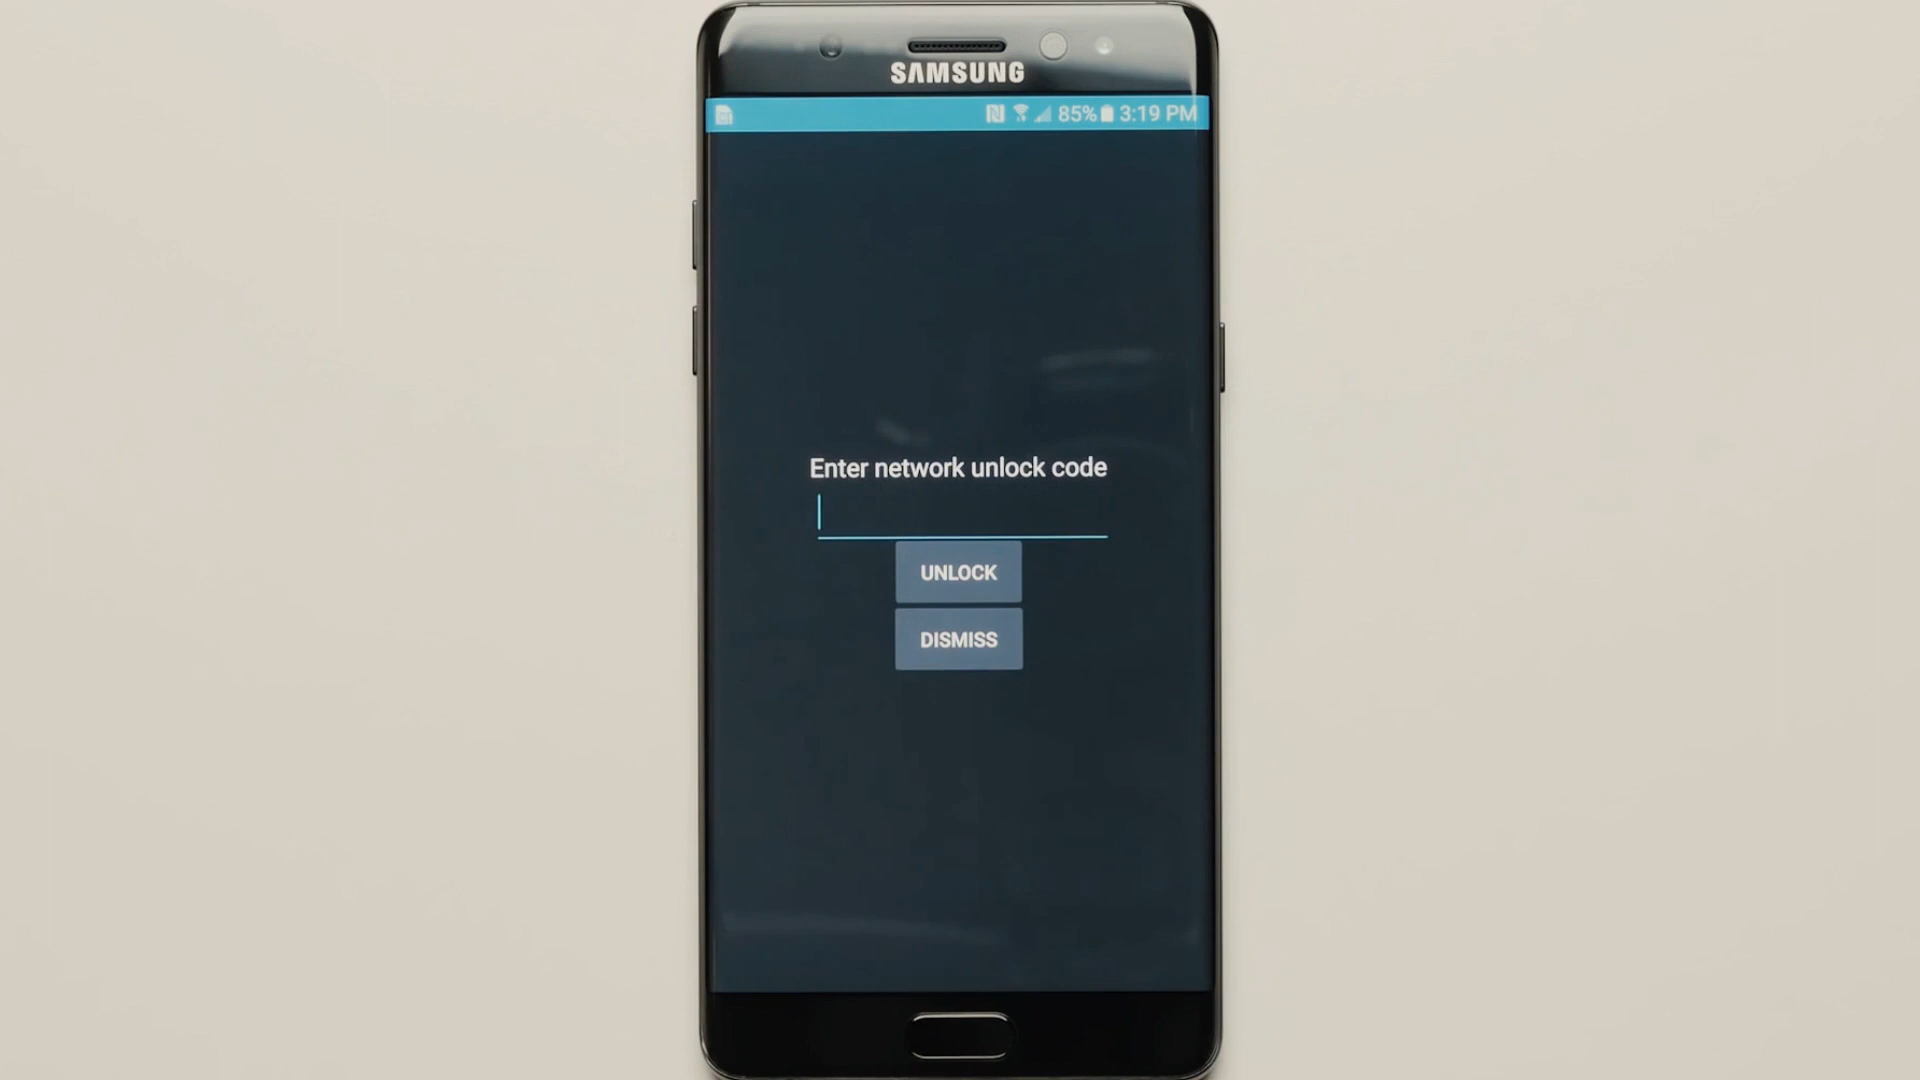 SAMSUNG
85% 3:19 PM
Enter network unlock code
UNLOCK
DISMISS